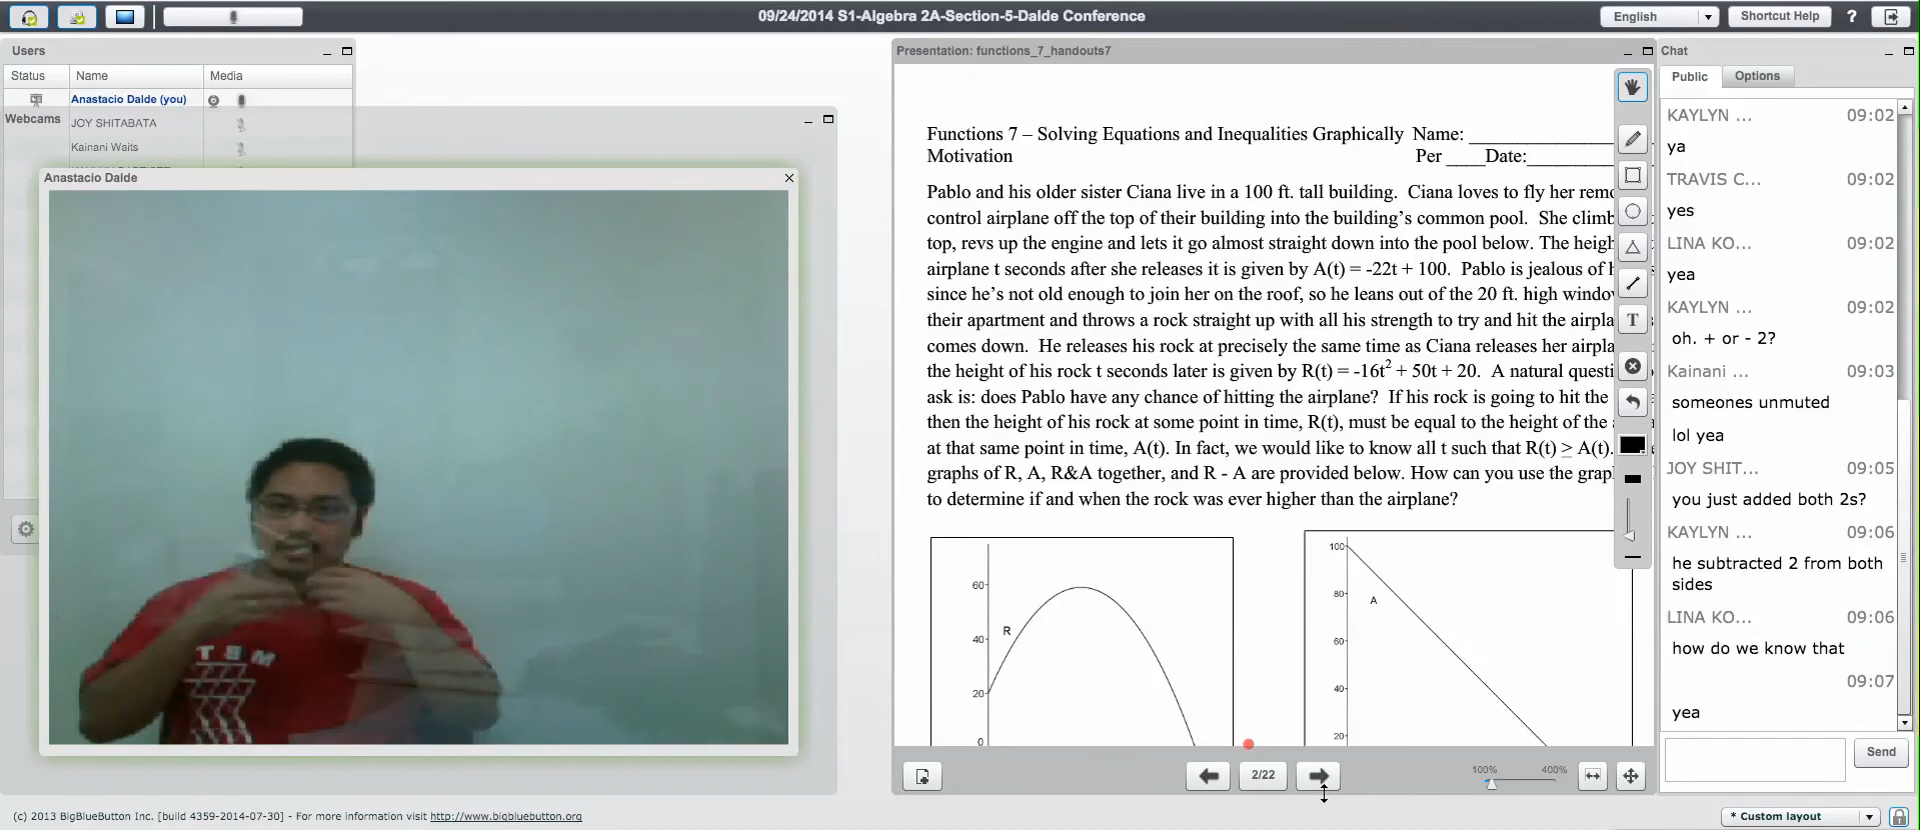 09/24/2014 S1-Algebra 2A-Section-5-Dalde Conference
English
Shortcut Help
?
Users
Status Name Media
Anastacio Dalde (you)
JOY SHITABATA
Kainani Waits
Webcams
Anastacio Dalde
TBM
Presentation: functions_7_handouts7
Functions 7 – Solving Equations and Inequalities Graphically Name: ________________
Motivation Per ____Date:_________
Pablo and his older sister Ciana live in a 100 ft. tall building. Ciana loves to fly her remo
control airplane off the top of their building into the building's common pool. She climb
top, revs up the engine and lets it go almost straight down into the pool below. The heigh
airplane t seconds after she releases it is given by A(t) = -22t + 100. Pablo is jealous of h
since he's not old enough to join her on the roof, so he leans out of the 20 ft. high windo
their apartment and throws a rock straight up with all his strength to try and hit the airpla
comes down. He releases his rock at precisely the same time as Ciana releases her airpla
the height of his rock t seconds later is given by R(t) = -16t² + 50t + 20. A natural questi
ask is: does Pablo have any chance of hitting the airplane? If his rock is going to hit the
then the height of his rock at some point in time, R(t), must be equal to the height of the
at that same point in time, A(t). In fact, we would like to know all t such that R(t) ≥ A(t).
graphs of R, A, R&A together, and R - A are provided below. How can you use the grap
to determine if and when the rock was ever higher than the airplane?
60
R
40
20
0
100
80
A
60
40
20
T
2/22
100% 400%
Chat
Public Options
KAYLYN ... 09:02
ya
TRAVIS C... 09:02
yes
LINA KO... 09:02
yea
KAYLYN ... 09:02
oh. + or - 2?
Kainani ... 09:03
someones unmuted
lol yea
JOY SHIT... 09:05
you just added both 2s?
KAYLYN ... 09:06
he subtracted 2 from both
sides
LINA KO... 09:06
how do we know that
09:07
yea
Send
(c) 2013 BigBlueButton Inc. [build 4359-2014-07-30] - For more information visit http://www.bigbluebutton.org
* Custom layout